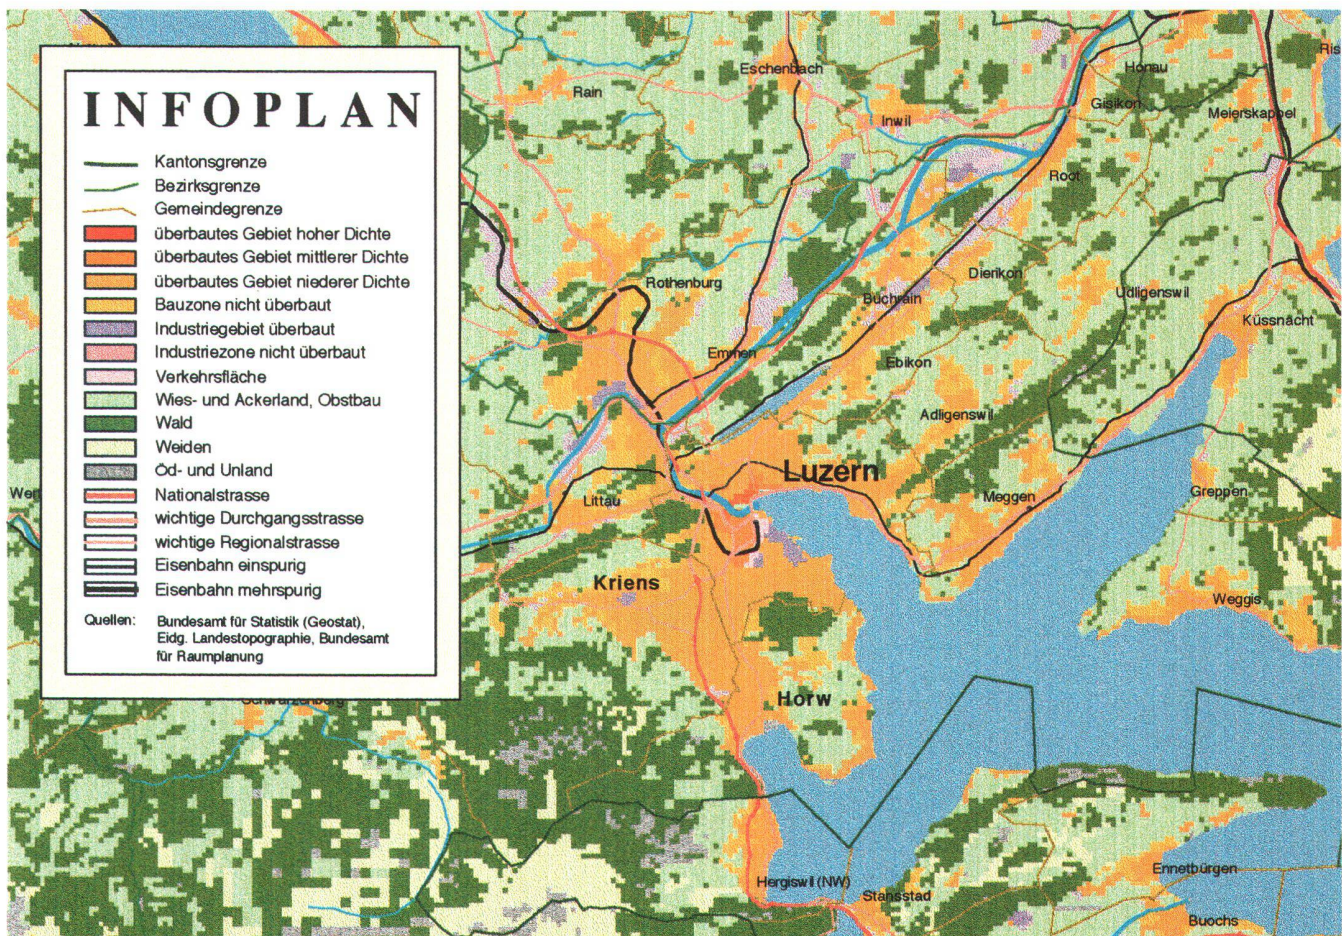 INFOPLAN
Kantonsgrenze
Bezirksgrenze
Gemeindegrenze
überbautes Gebiet hoher Dichte
überbautes Gebiet mittlerer Dichte
überbautes Gebiet niederer Dichte
Bauzone nicht überbaut
Industriegebiet überbaut
Industriezone nicht überbaut
Verkehrsfläche
Wies- und Ackerland, Obstbau
Wald
Weiden
Öd- und Unland
Nationalstrasse
wichtige Durchgangsstrasse
wichtige Regionalstrasse
Eisenbahn einspurig
Eisenbahn mehrspurig
Quellen: Bundesamt für Statistik (Geostat),
Eidg. Landestopographie, Bundesamt
für Raumplanung
Eschenbach
Honau
Ris
Rain
Gisikon
Meierskappel
Inwil
Root
Rothenburg
Dierikon
Buchrain
Udligenswil
Küssnacht
Emmen
Ebikon
Adligenswil
Luzern
Wer
Littau
Meggen
Greppen
Kriens
Weggis
Horw
Schwarzenberg
Hergiswil (NW)
Stansstad
Ennetbürgen
Buochs